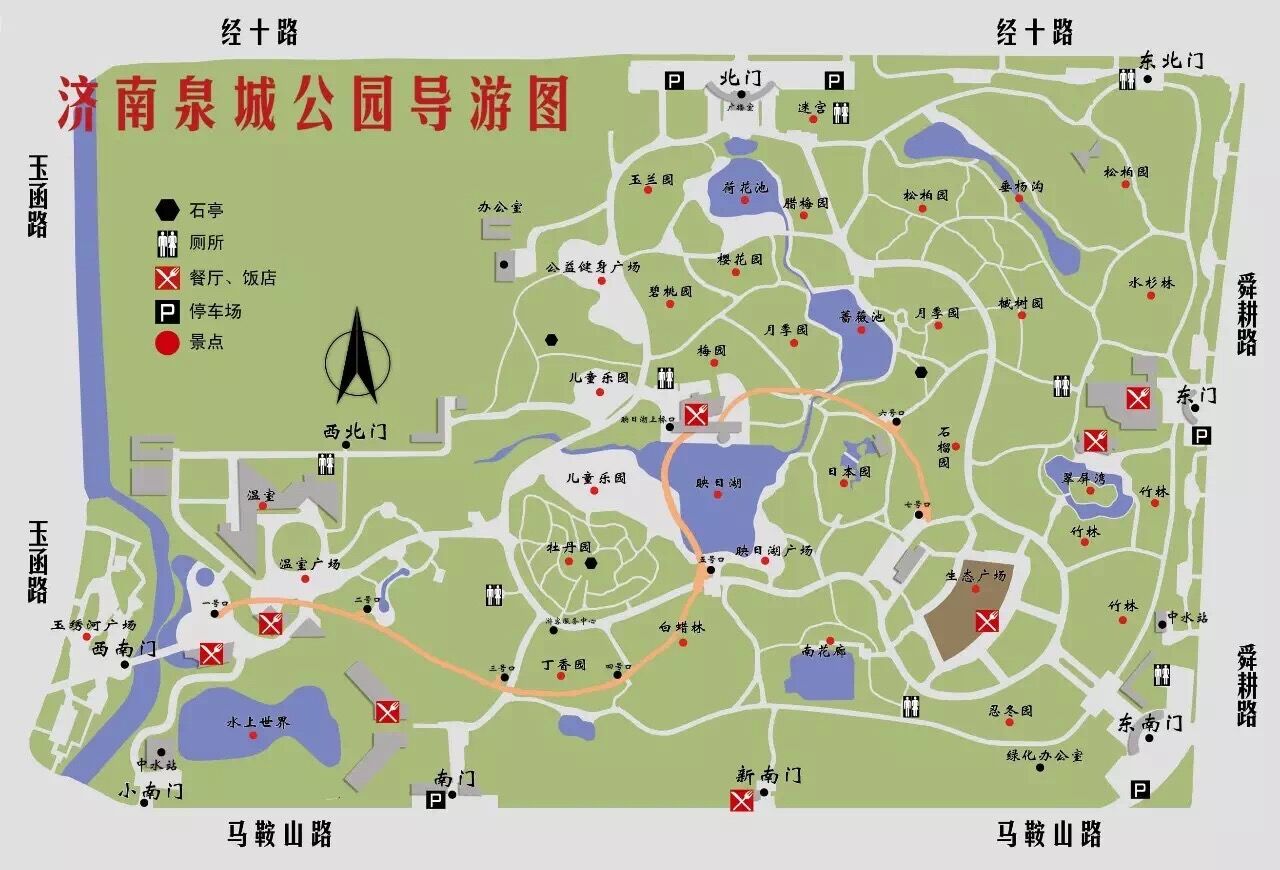 经十路
经十路
济南泉城公园导游图
东北门
北门
P
P
广播室
迷宫
玉函路
石亭
厕所
餐厅、饭店
P
停车场
景点
办公室
玉兰园
荷花池
腊梅园
松柏园
垂杨沟
松柏园
公益健身广场
樱花园
碧桃园
水杉林
舜耕路
月季园
蔷薇池
月季园
槭树园
梅园
儿童乐园
东门
P
西北门
映日湖上桥口
六号口
石榴园
儿童乐园
映日湖
日本园
翠屏湾
竹林
温室
七号口
竹林
玉函路
温室广场
牡丹园
五号口
映日湖广场
生态广场
一号口
二号口
游客服务中心
白蜡林
竹林
中水站
玉绣河广场
西南门
三号口
丁香园
四号口
南花廊
舜耕路
水上世界
忍冬园
东南门
中水站
绿化办公室
小南门
南门
P
新南门
P
马鞍山路
马鞍山路